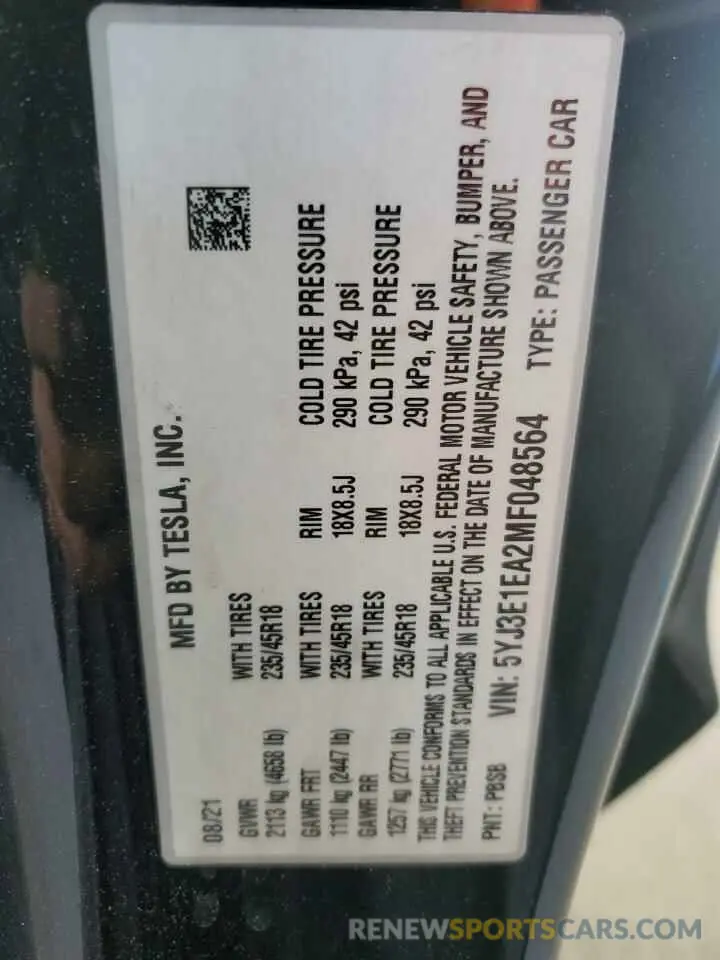 MFD BY TESLA, INC.
08/21
GVWR WITH TIRES
2113 kg (4658 lb) 235/45R18
GAWR FRT WITH TIRES RIM COLD TIRE PRESSURE
1110 kg (2447 lb) 235/45R18 18X8.5J 290 kPa, 42 psi
GAWR RR WITH TIRES RIM COLD TIRE PRESSURE
1257 kg (2771 lb) 235/45R18 18X8.5J 290 kPa, 42 psi
THIS VEHICLE CONFORMS TO ALL APPLICABLE U.S. FEDERAL MOTOR VEHICLE SAFETY, BUMPER, AND
THEFT PREVENTION STANDARDS IN EFFECT ON THE DATE OF MANUFACTURE SHOWN ABOVE.
PNT: PBSB VIN: 5YJ3E1EA2MF048564 TYPE: PASSENGER CAR
RENEWSPORTSCARS.COM